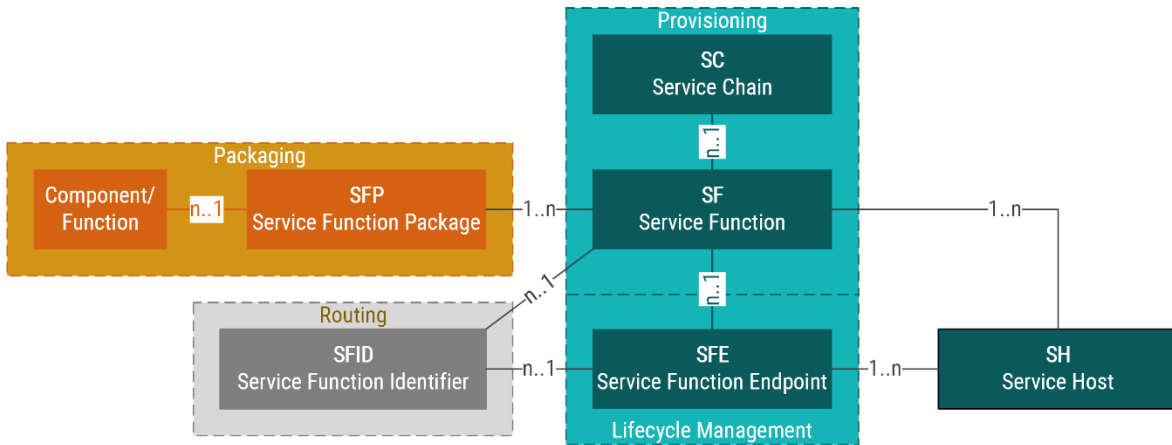 Provisioning
SC
Service Chain
n..1
Packaging
Component/
Function
n..1
SFP
Service Function Package
1..n
SF
Service Function
1..n
n..1
n..1
Routing
SFID
Service Function Identifier
n..1
SFE
Service Function Endpoint
1..n
SH
Service Host
Lifecycle Management